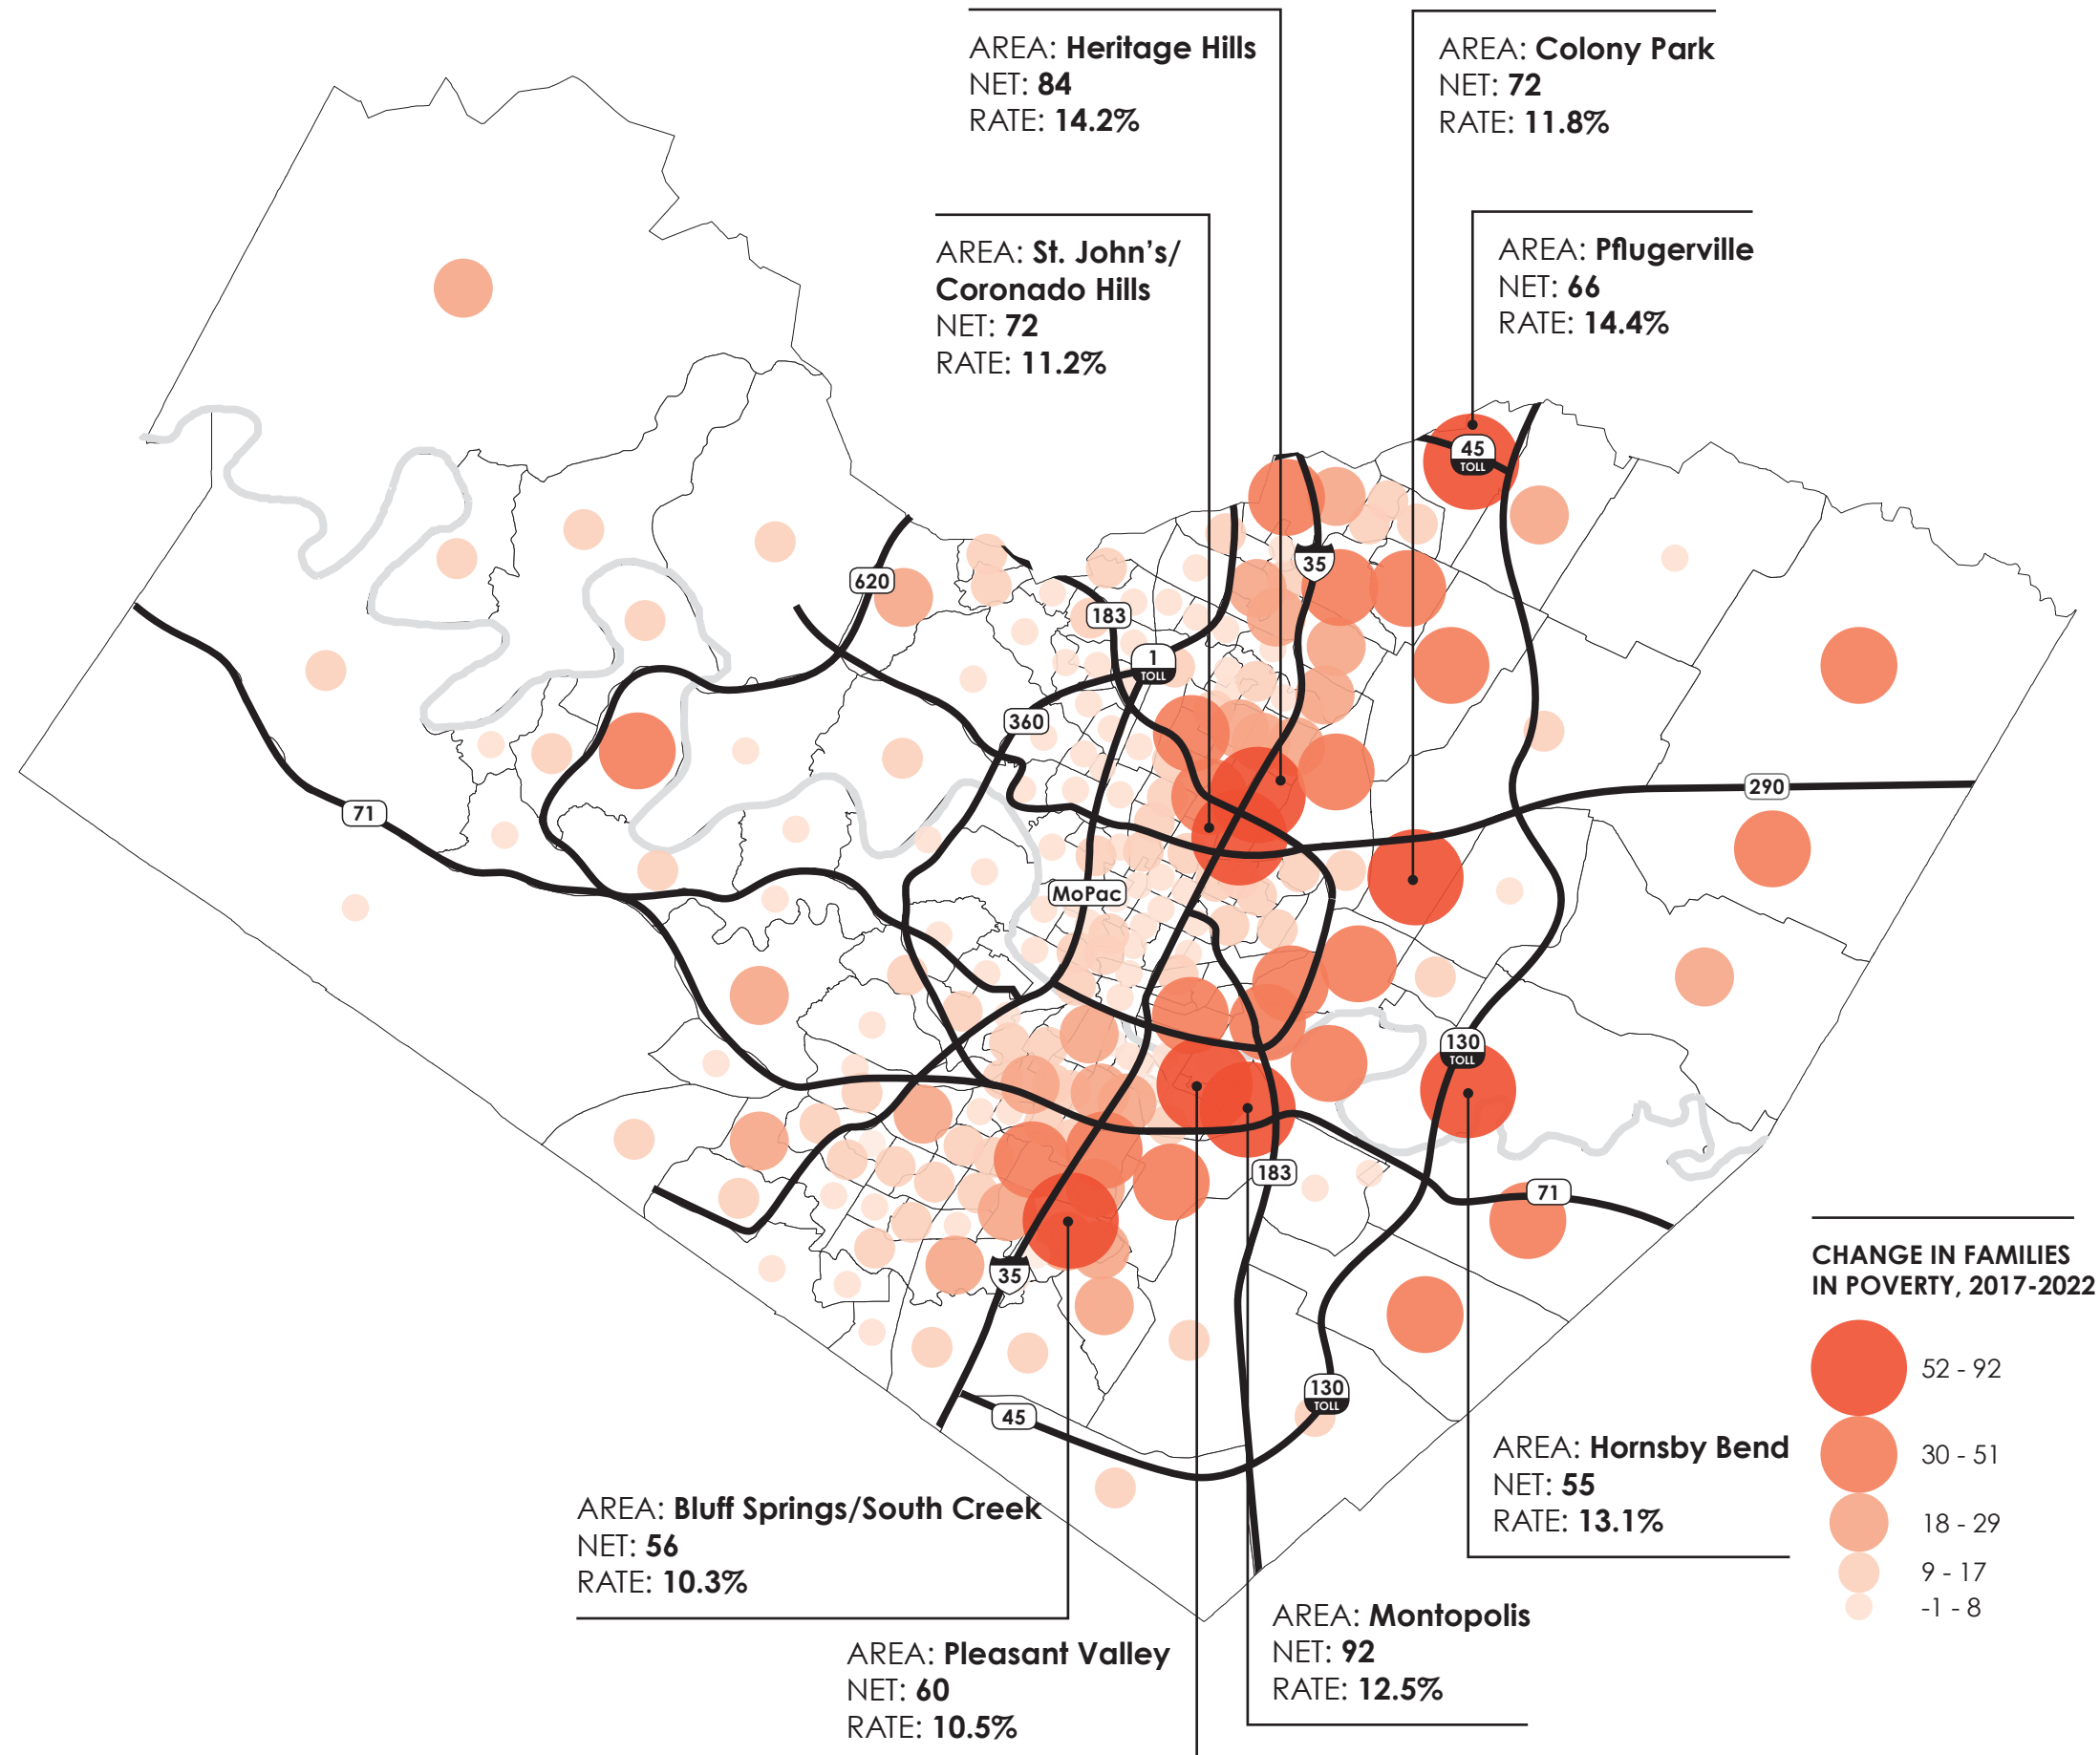 AREA: Heritage Hills
NET: 84
RATE: 14.2%
AREA: Colony Park
NET: 72
RATE: 11.8%
AREA: St. John's/
Coronado Hills
NET: 72
RATE: 11.2%
AREA: Pflugerville
NET: 66
RATE: 14.4%
45
TOLL
35
620
183
1
TOLL
360
290
71
MoPac
130
TOLL
183
71
35
130
TOLL
45
CHANGE IN FAMILIES
IN POVERTY, 2017-2022
52 - 92
30 - 51
18 - 29
9 - 17
-1 - 8
AREA: Hornsby Bend
NET: 55
RATE: 13.1%
AREA: Bluff Springs/South Creek
NET: 56
RATE: 10.3%
AREA: Montopolis
NET: 92
RATE: 12.5%
AREA: Pleasant Valley
NET: 60
RATE: 10.5%